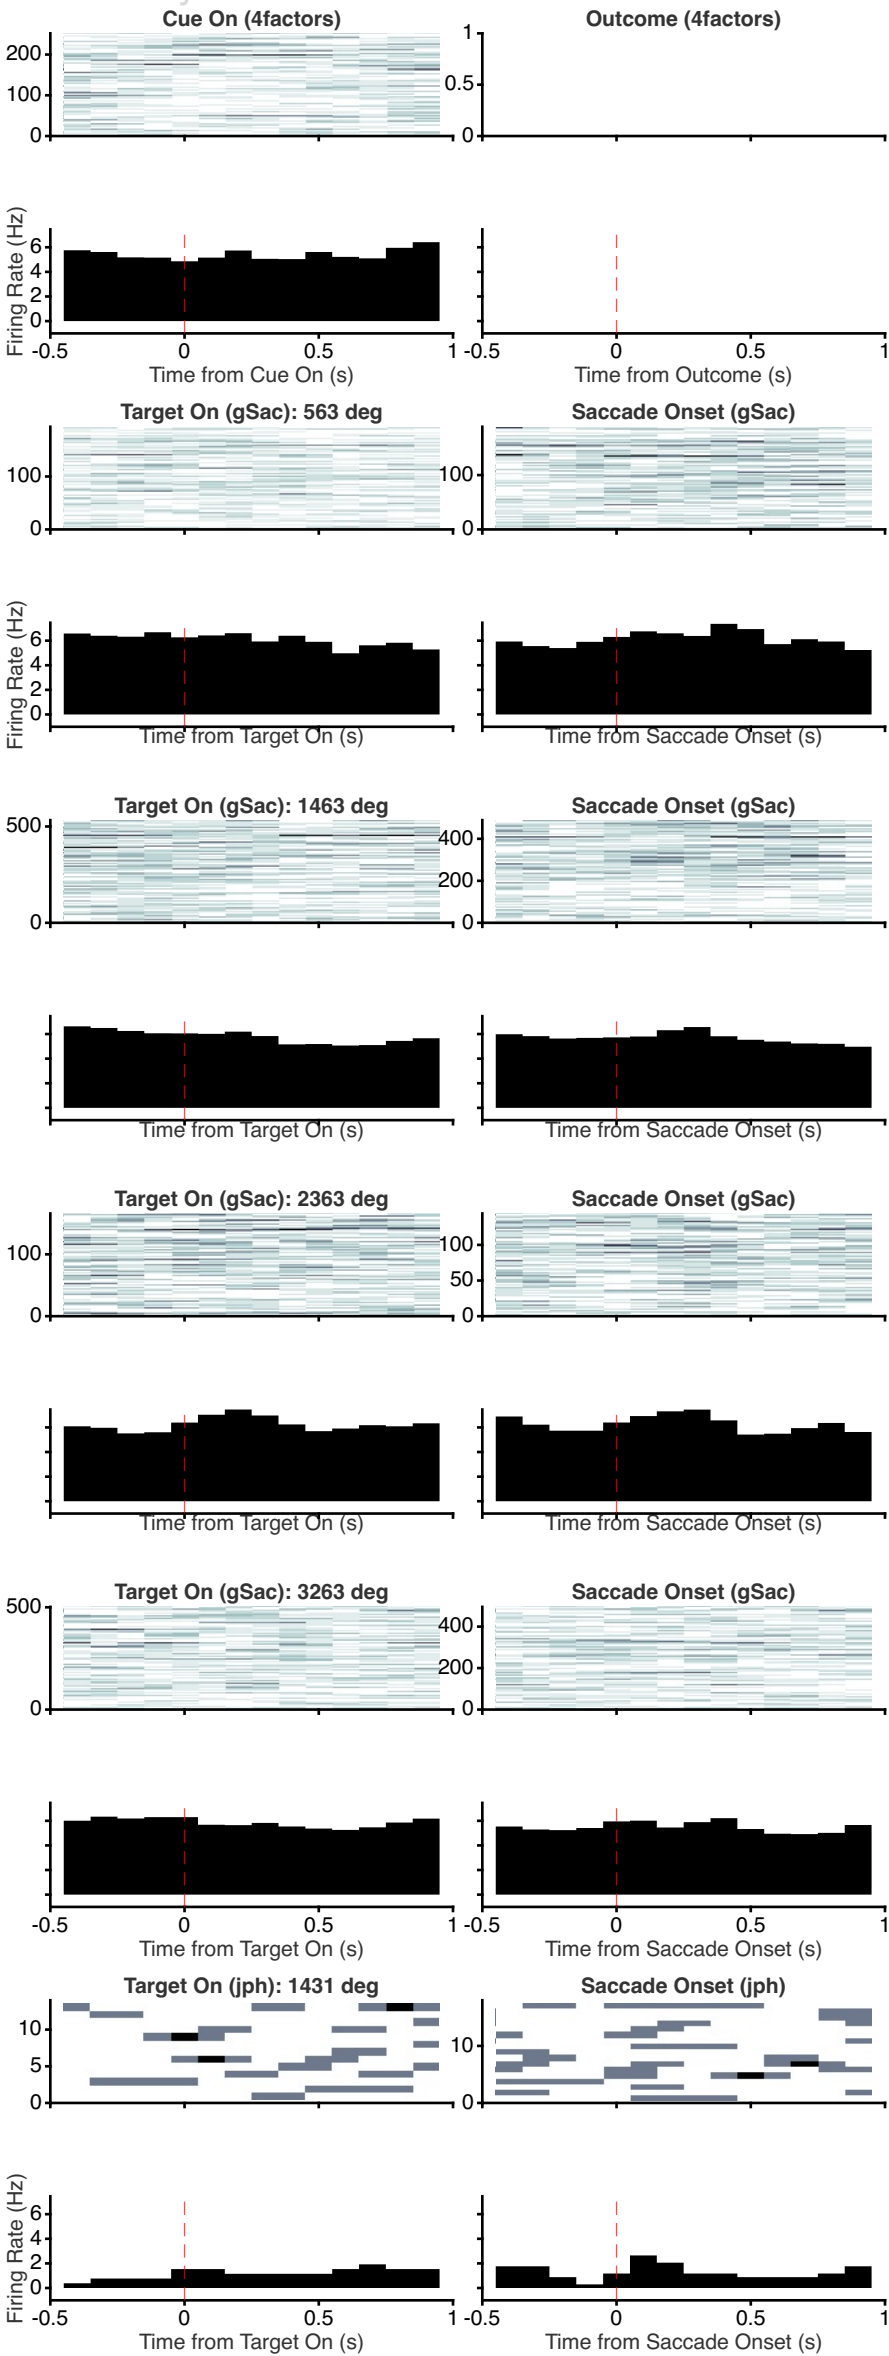 Cue On (4factors) Outcome (4factors)
200
100
0
1
0.5
0
Firing Rate (Hz)
6
4
2
0
-0.5 0 0.5 1 -0.5 0 0.5 1
Time from Cue On (s) Time from Outcome (s)
Target On (gSac): 563 deg Saccade Onset (gSac)
100
0
100
0
Firing Rate (Hz)
6
4
2
0
Time from Target On (s) Time from Saccade Onset (s)
Target On (gSac): 1463 deg Saccade Onset (gSac)
500
0
400
200
0
Time from Target On (s) Time from Saccade Onset (s)
Target On (gSac): 2363 deg Saccade Onset (gSac)
100
0
100
50
0
Time from Target On (s) Time from Saccade Onset (s)
Target On (gSac): 3263 deg Saccade Onset (gSac)
500
0
400
200
0
-0.5 0 0.5 1 -0.5 0 0.5 1
Time from Target On (s) Time from Saccade Onset (s)
Target On (jph): 1431 deg Saccade Onset (jph)
10
5
0
10
0
Firing Rate (Hz)
6
4
2
0
-0.5 0 0.5 1 -0.5 0 0.5 1
Time from Target On (s) Time from Saccade Onset (s)